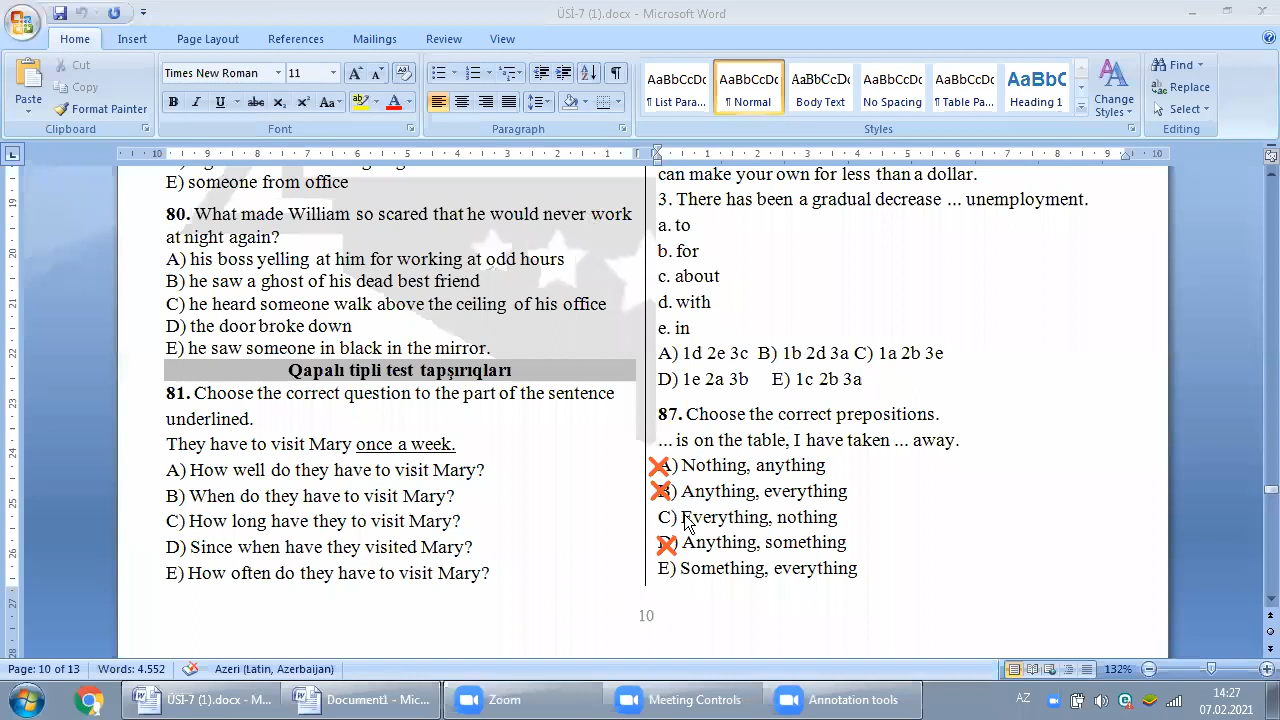 ÜSİ-7 (1).docx - Microsoft Word
Home Insert Page Layout References Mailings Review View
Paste
Cut
Copy
Format Painter
Clipboard
Times New Roman 11
Font
Paragraph
AaBbCcDc AaBbCcDc AaBbCcDc AaBbCcDc AaBbCcDc AaBbC
¶ List Para... ¶ Normal Body Text No Spacing ¶ Table Pa... Heading 1
Change Styles
Styles
Find
Replace
Select
Editing
E) someone from office
80. What made William so scared that he would never work
at night again?
A) his boss yelling at him for working at odd hours
B) he saw a ghost of his dead best friend
C) he heard someone walk above the ceiling of his office
D) the door broke down
E) he saw someone in black in the mirror.
Qapalı tipli test tapşırıqları
81. Choose the correct question to the part of the sentence
underlined.
They have to visit Mary once a week.
A) How well do they have to visit Mary?
B) When do they have to visit Mary?
C) How long have they to visit Mary?
D) Since when have they visited Mary?
E) How often do they have to visit Mary?
can make your own for less than a dollar.
3. There has been a gradual decrease ... unemployment.
a. to
b. for
c. about
d. with
e. in
A) 1d 2e 3c B) 1b 2d 3a C) 1a 2b 3e
D) 1e 2a 3b E) 1c 2b 3a
87. Choose the correct prepositions.
... is on the table, I have taken ... away.
A) Nothing, anything
B) Anything, everything
C) Everything, nothing
D) Anything, something
E) Something, everything
10
Page: 10 of 13 Words: 4.552 Azeri (Latin, Azerbaijan) 132%
ÜSİ-7 (1).docx - M... Document1 - Micr... Zoom Meeting Controls Annotation tools AZ 14:27
07.02.2021